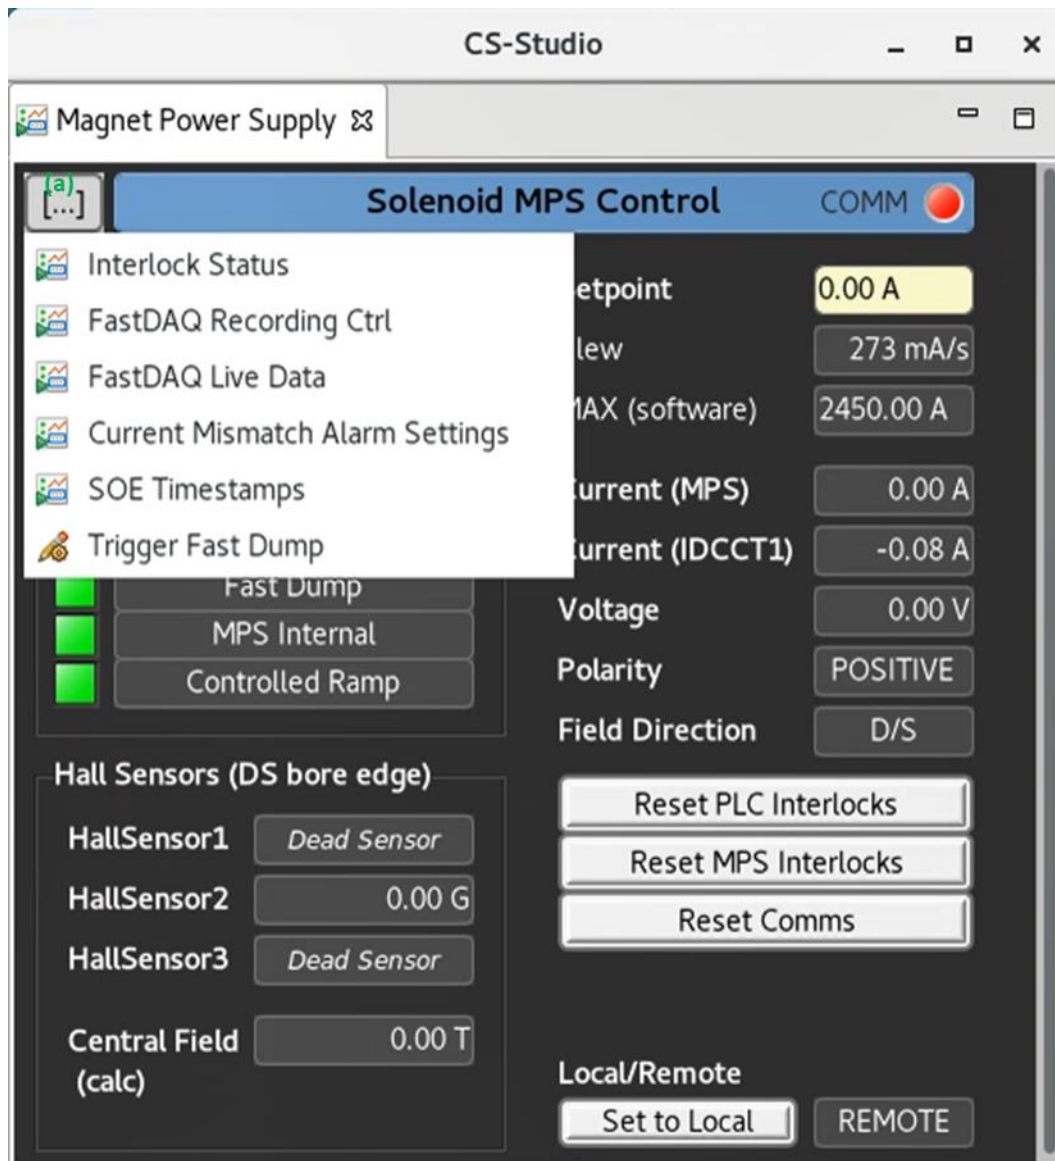 CS-Studio
Magnet Power Supply
(a)
[...]
Solenoid MPS Control COMM
Interlock Status
FastDAQ Recording Ctrl
FastDAQ Live Data
Current Mismatch Alarm Settings
SOE Timestamps
Trigger Fast Dump
etpoint 0.00 A
lew 273 mA/s
MAX (software) 2450.00 A
Current (MPS) 0.00 A
Current (IDCCT1) -0.08 A
Voltage 0.00 V
Polarity POSITIVE
Field Direction D/S
Fast Dump
MPS Internal
Controlled Ramp
Hall Sensors (DS bore edge)
HallSensor1 Dead Sensor
HallSensor2 0.00 G
HallSensor3 Dead Sensor
Central Field 0.00 T
(calc)
Reset PLC Interlocks
Reset MPS Interlocks
Reset Comms
Local/Remote
Set to Local REMOTE